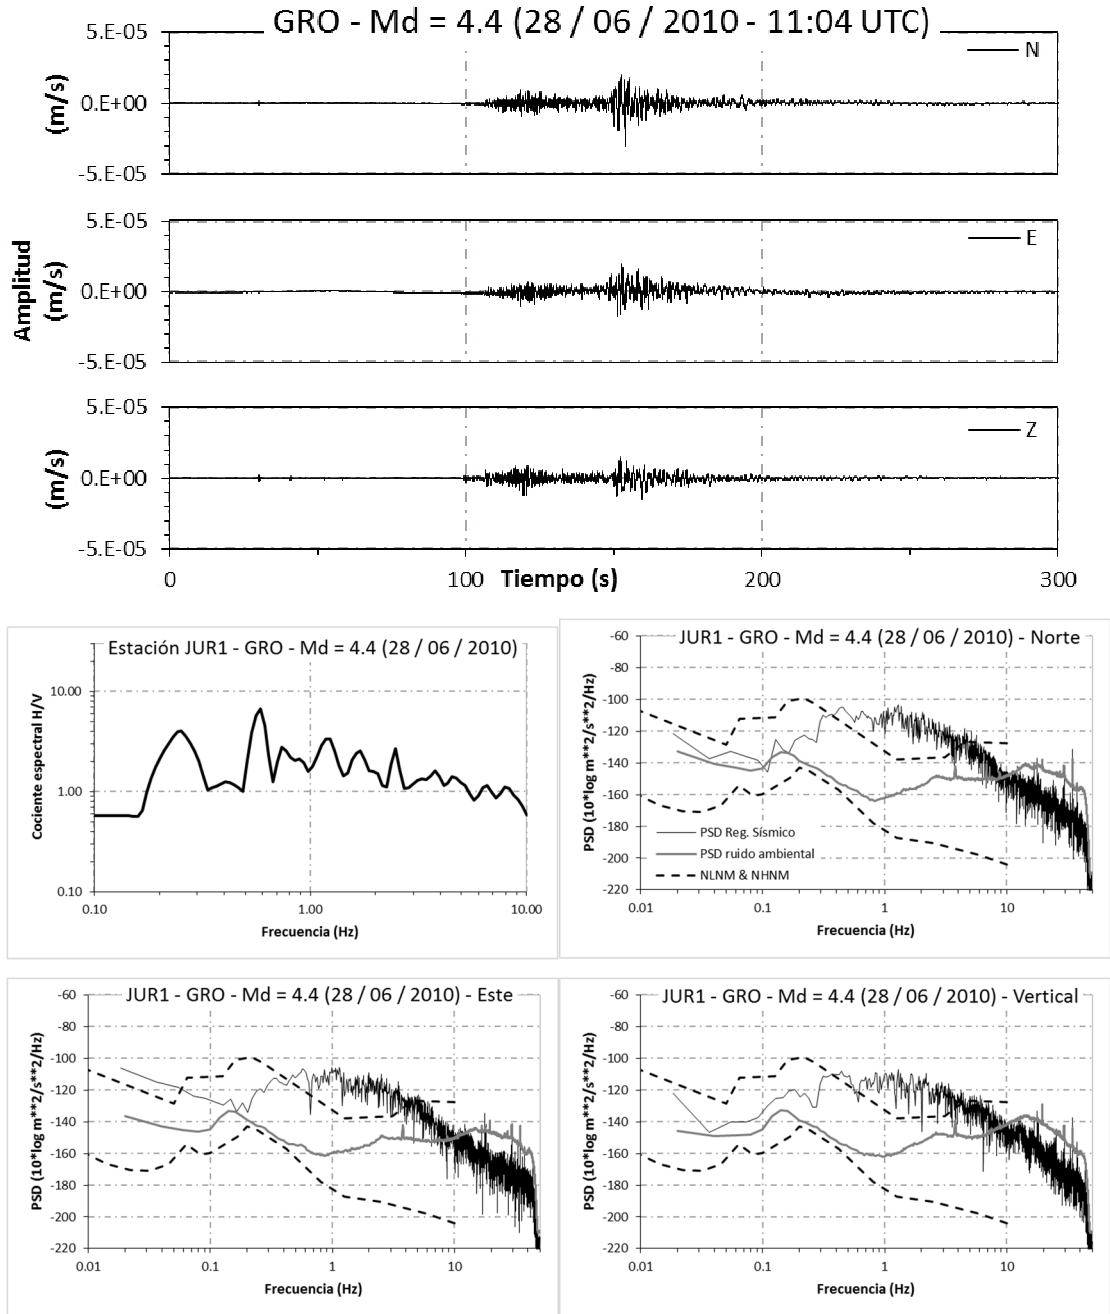 GRO - Md = 4.4 (28 / 06 / 2010 - 11:04 UTC)
5.E-05
N
0.E+00
(m/s)
-5.E-05
5.E-05
E
Amplitud
0.E+00
(m/s)
-5.E-05
5.E-05
Z
0.E+00
(m/s)
-5.E-05
0 100 Tiempo (s) 200 300
Estación JUR1 - GRO - Md = 4.4 (28 / 06 / 2010)
Cociente espectral H/V
10.00
1.00
0.10
0.10 1.00 10.00
Frecuencia (Hz)
JUR1 - GRO - Md = 4.4 (28 / 06 / 2010) - Norte
PSD (10*log m**2/s**2/Hz)
-60
-80
-100
-120
-140
-160
-180
-200
-220
PSD Reg. Sísmico
PSD ruido ambiental
NLNM & NHNM
0.01 0.1 1 10
Frecuencia (Hz)
JUR1 - GRO - Md = 4.4 (28 / 06 / 2010) - Este
PSD (10*log m**2/s**2/Hz)
-60
-80
-100
-120
-140
-160
-180
-200
-220
0.01 0.1 1 10
Frecuencia (Hz)
JUR1 - GRO - Md = 4.4 (28 / 06 / 2010) - Vertical
PSD (10*log m**2/s**2/Hz)
-60
-80
-100
-120
-140
-160
-180
-200
-220
0.01 0.1 1 10
Frecuencia (Hz)